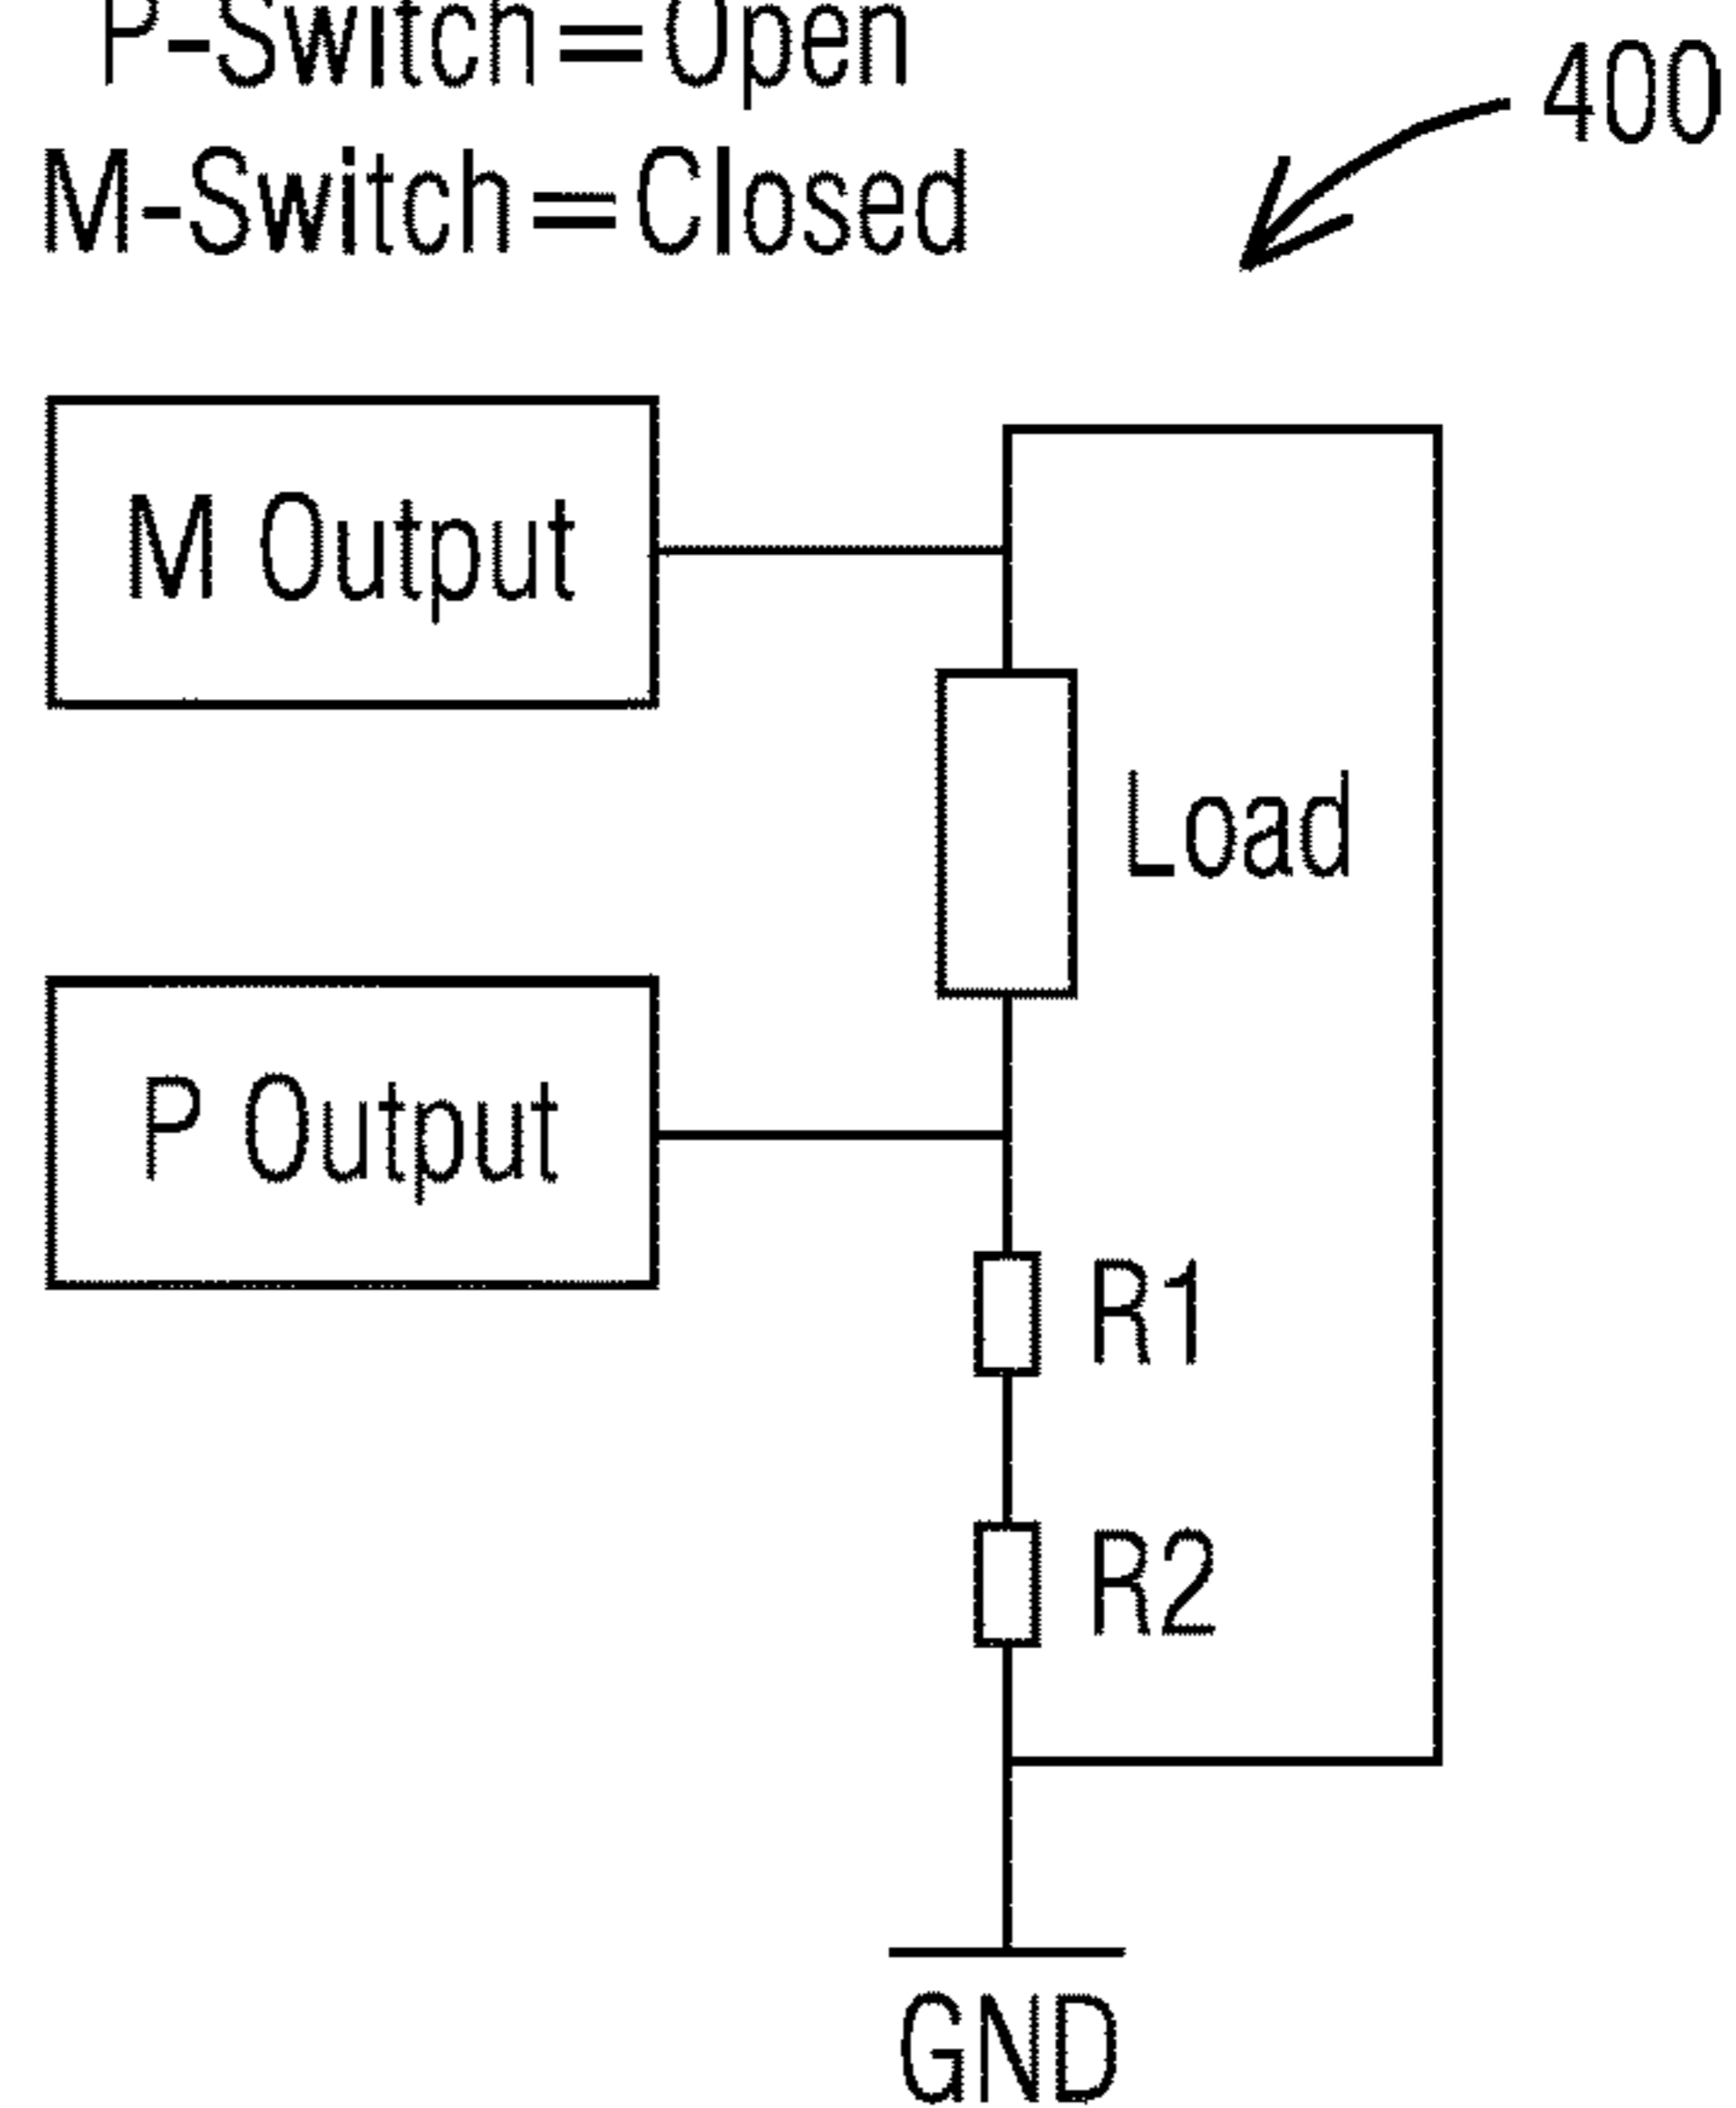 P-Switch=Open
M-Switch=Closed
400
M Output
Load
P Output
R1
R2
GND